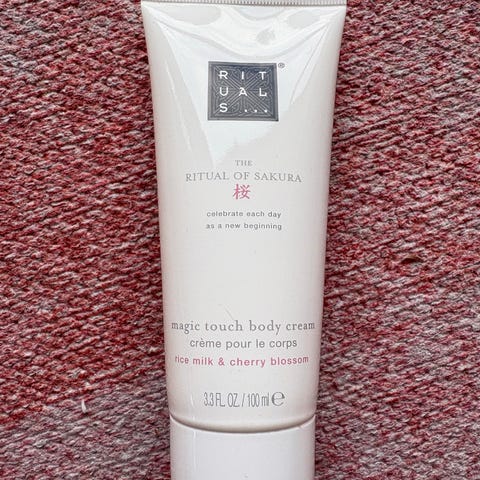 RIT
UAL
S...®
THE
RITUAL OF SAKURA
桜
celebrate each day
as a new beginning
magic touch body cream
crème pour le corps
rice milk & cherry blossom
3.3 FL. OZ. / 100 ml ℮